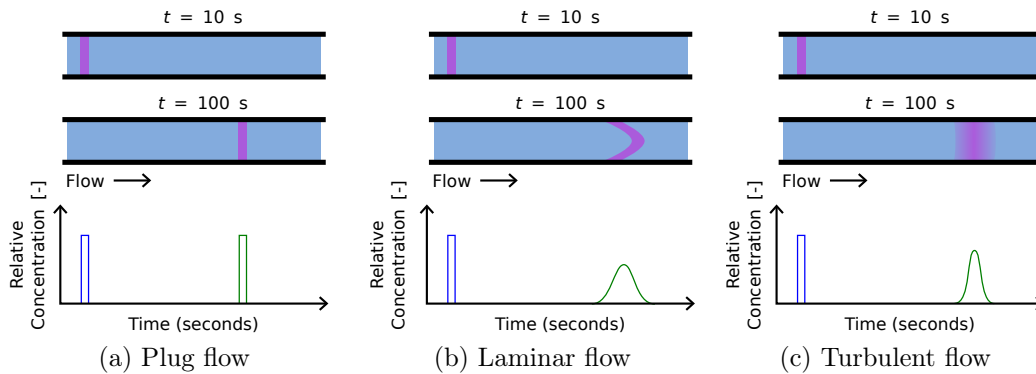 t = 10 s
t = 100 s
Flow
Relative
Concentration [-]
Time (seconds)
(a) Plug flow
t = 10 s
t = 100 s
Flow
Relative
Concentration [-]
Time (seconds)
(b) Laminar flow
t = 10 s
t = 100 s
Flow
Relative
Concentration [-]
Time (seconds)
(c) Turbulent flow